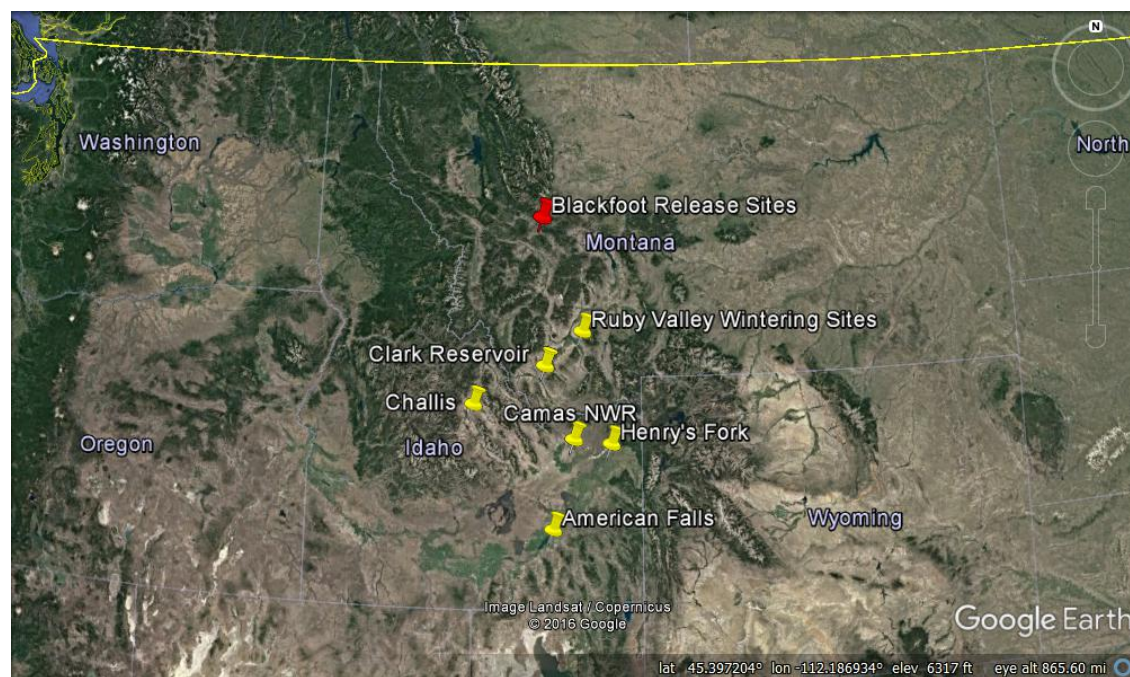 N
Washington
North
Blackfoot Release Sites
Montana
Ruby Valley Wintering Sites
Clark Reservoir
Challis
Camas NWR
Henry's Fork
Oregon
Idaho
American Falls
Wyoming
Image Landsat / Copernicus
© 2016 Google
Google Earth
lat 45.397204° lon -112.186934° elev 6317 ft eye alt 865.60 mi